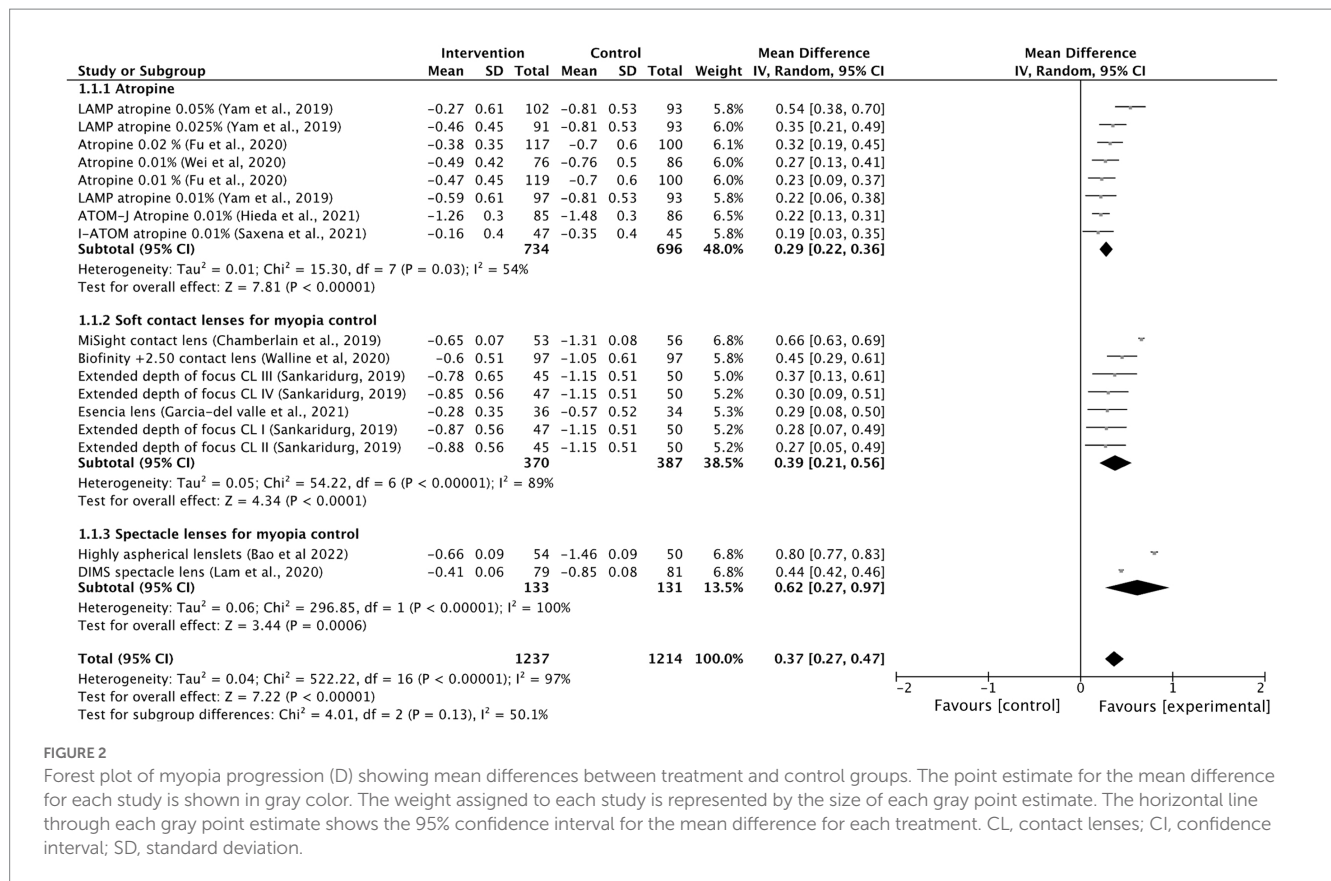 Intervention Control Mean Difference Mean Difference
Study or Subgroup Mean SD Total Mean SD Total Weight IV, Random, 95% CI IV, Random, 95% CI
1.1.1 Atropine
LAMP atropine 0.05% (Yam et al., 2019) −0.27 0.61 102 −0.81 0.53 93 5.8% 0.54 [0.38, 0.70]
LAMP atropine 0.025% (Yam et al., 2019) −0.46 0.45 91 −0.81 0.53 93 6.0% 0.35 [0.21, 0.49]
Atropine 0.02 % (Fu et al., 2020) −0.38 0.35 117 −0.7 0.6 100 6.1% 0.32 [0.19, 0.45]
Atropine 0.01% (Wei et al, 2020) −0.49 0.42 76 −0.76 0.5 86 6.0% 0.27 [0.13, 0.41]
Atropine 0.01 % (Fu et al., 2020) −0.47 0.45 119 −0.7 0.6 100 6.0% 0.23 [0.09, 0.37]
LAMP atropine 0.01% (Yam et al., 2019) −0.59 0.61 97 −0.81 0.53 93 5.8% 0.22 [0.06, 0.38]
ATOM-J Atropine 0.01% (Hieda et al., 2021) −1.26 0.3 85 −1.48 0.3 86 6.5% 0.22 [0.13, 0.31]
I-ATOM atropine 0.01% (Saxena et al., 2021) −0.16 0.4 47 −0.35 0.4 45 5.8% 0.19 [0.03, 0.35]
Subtotal (95% CI) 734 696 48.0% 0.29 [0.22, 0.36]
Heterogeneity: Tau² = 0.01; Chi² = 15.30, df = 7 (P = 0.03); I² = 54%
Test for overall effect: Z = 7.81 (P < 0.00001)
1.1.2 Soft contact lenses for myopia control
MiSight contact lens (Chamberlain et al., 2019) −0.65 0.07 53 −1.31 0.08 56 6.8% 0.66 [0.63, 0.69]
Biofinity +2.50 contact lens (Walline et al, 2020) −0.6 0.51 97 −1.05 0.61 97 5.8% 0.45 [0.29, 0.61]
Extended depth of focus CL III (Sankaridurg, 2019) −0.78 0.65 45 −1.15 0.51 50 5.0% 0.37 [0.13, 0.61]
Extended depth of focus CL IV (Sankaridurg, 2019) −0.85 0.56 47 −1.15 0.51 50 5.2% 0.30 [0.09, 0.51]
Esencia lens (Garcia-del valle et al., 2021) −0.28 0.35 36 −0.57 0.52 34 5.3% 0.29 [0.08, 0.50]
Extended depth of focus CL I (Sankaridurg, 2019) −0.87 0.56 47 −1.15 0.51 50 5.2% 0.28 [0.07, 0.49]
Extended depth of focus CL II (Sankaridurg, 2019) −0.88 0.56 45 −1.15 0.51 50 5.2% 0.27 [0.05, 0.49]
Subtotal (95% CI) 370 387 38.5% 0.39 [0.21, 0.56]
Heterogeneity: Tau² = 0.05; Chi² = 54.22, df = 6 (P < 0.00001); I² = 89%
Test for overall effect: Z = 4.34 (P < 0.0001)
1.1.3 Spectacle lenses for myopia control
Highly aspherical lenslets (Bao et al 2022) −0.66 0.09 54 −1.46 0.09 50 6.8% 0.80 [0.77, 0.83]
DIMS spectacle lens (Lam et al., 2020) −0.41 0.06 79 −0.85 0.08 81 6.8% 0.44 [0.42, 0.46]
Subtotal (95% CI) 133 131 13.5% 0.62 [0.27, 0.97]
Heterogeneity: Tau² = 0.06; Chi² = 296.85, df = 1 (P < 0.00001); I² = 100%
Test for overall effect: Z = 3.44 (P = 0.0006)
Total (95% CI) 1237 1214 100.0% 0.37 [0.27, 0.47]
Heterogeneity: Tau² = 0.04; Chi² = 522.22, df = 16 (P < 0.00001); I² = 97%
Test for overall effect: Z = 7.22 (P < 0.00001)
Test for subgroup differences: Chi² = 4.01, df = 2 (P = 0.13), I² = 50.1%
-2 -1 0 1 2
Favours [control] Favours [experimental]
FIGURE 2
Forest plot of myopia progression (D) showing mean differences between treatment and control groups. The point estimate for the mean difference
for each study is shown in gray color. The weight assigned to each study is represented by the size of each gray point estimate. The horizontal line
through each gray point estimate shows the 95% confidence interval for the mean difference for each treatment. CL, contact lenses; CI, confidence
interval; SD, standard deviation.